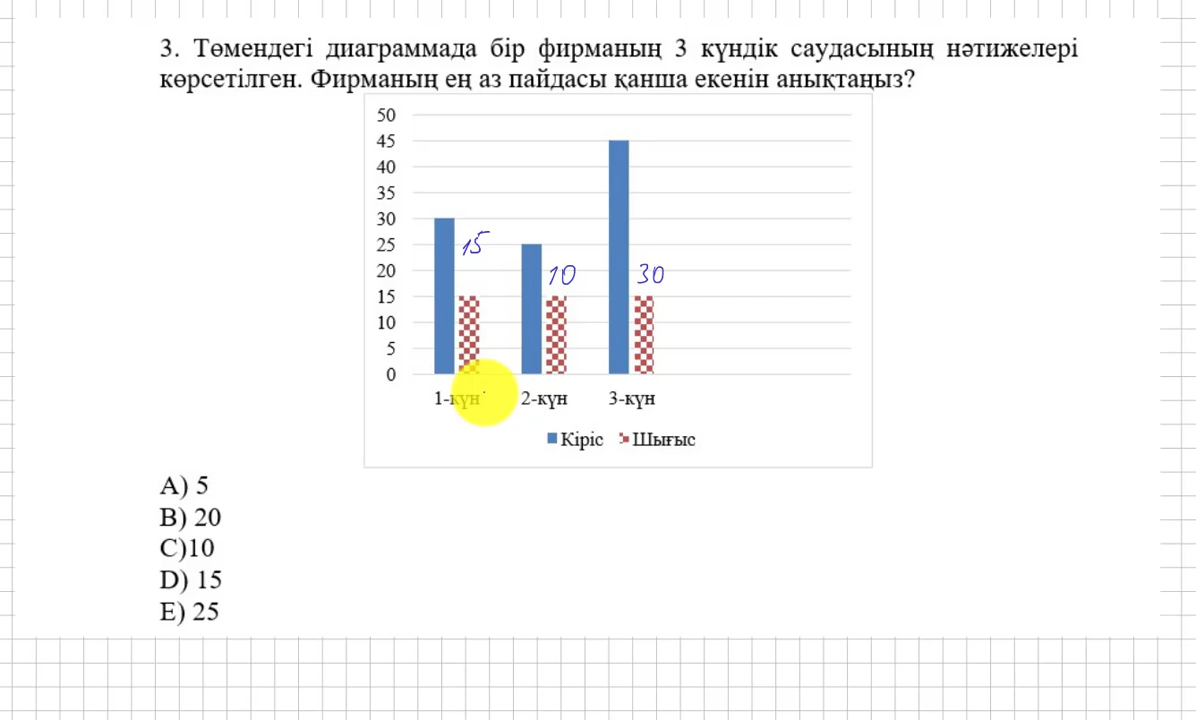 3. Төмендегі диаграммада бір фирманың 3 күндік саудасының нәтижелері
көрсетілген. Фирманың ең аз пайдасы қанша екенін анықтаңыз?
50
45
40
35
30
25
20
15
10
5
0
15
10
30
1-күн
2-күн
3-күн
Кіріс
Шығыс
A) 5
B) 20
C)10
D) 15
E) 25